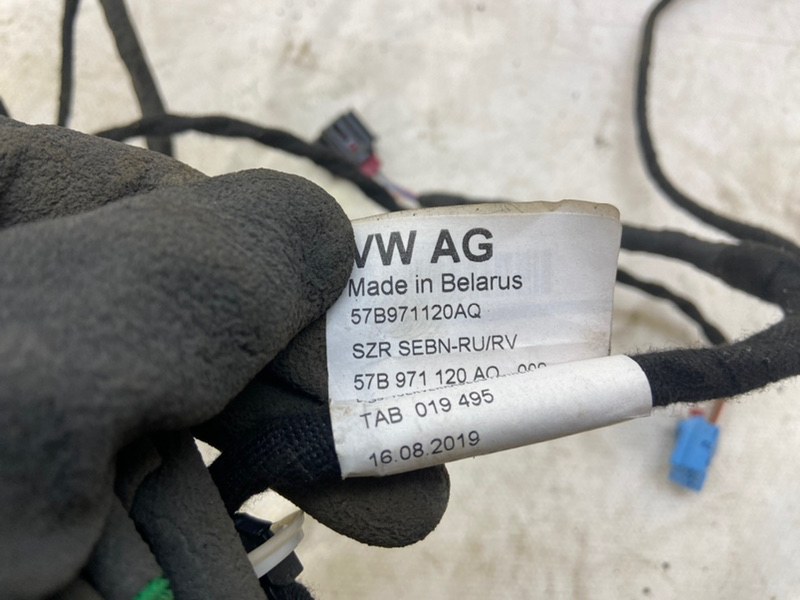 VW AG
Made in Belarus
57B971120AQ
SZR SEBN-RU/RV
57B 971 120 AQ
TAB 019 495
16.08.2019